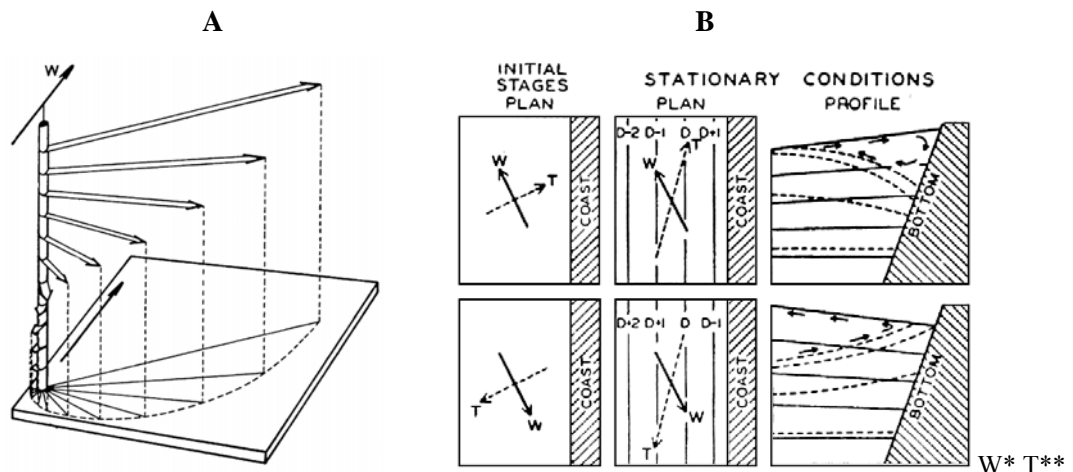 A
B
W
INITIAL STAGES PLAN
STATIONARY CONDITIONS
PLAN
PROFILE
W
T
COAST
D-2 D-1 D D+1
T
W
COAST
BOTTOM
T
W
COAST
D+2 D+1 D D-1
W
T
COAST
BOTTOM
W* T**